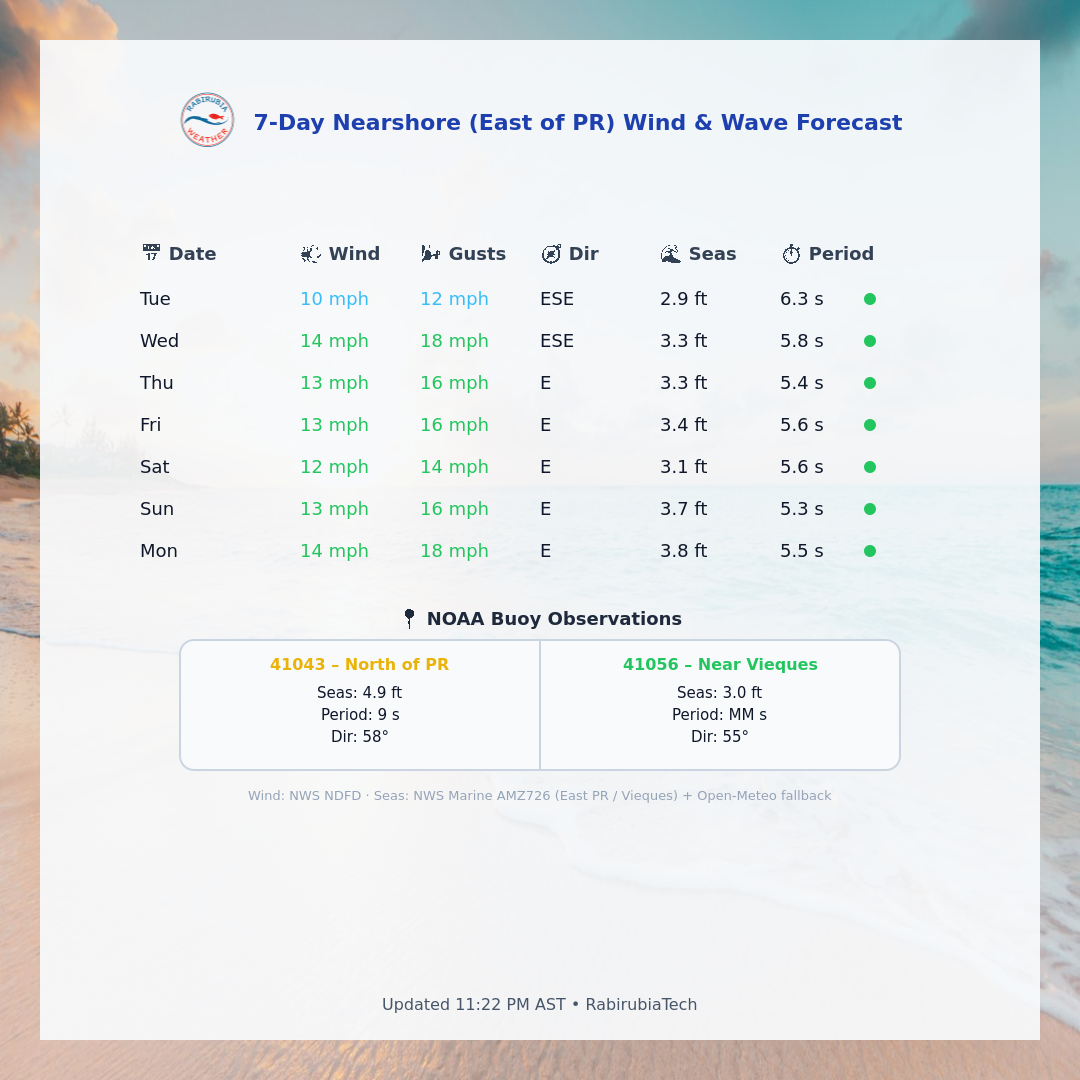 RABIRUBIA
WEATHER
7-Day Nearshore (East of PR) Wind & Wave Forecast
17 Date Wind Gusts Dir Seas Period
Tue 10 mph 12 mph ESE 2.9 ft 6.3 s
Wed 14 mph 18 mph ESE 3.3 ft 5.8 s
Thu 13 mph 16 mph E 3.3 ft 5.4 s
Fri 13 mph 16 mph E 3.4 ft 5.6 s
Sat 12 mph 14 mph E 3.1 ft 5.6 s
Sun 13 mph 16 mph E 3.7 ft 5.3 s
Mon 14 mph 18 mph E 3.8 ft 5.5 s
NOAA Buoy Observations
41043 – North of PR
Seas: 4.9 ft
Period: 9 s
Dir: 58°
41056 – Near Vieques
Seas: 3.0 ft
Period: MM s
Dir: 55°
Wind: NWS NDFD · Seas: NWS Marine AMZ726 (East PR / Vieques) + Open-Meteo fallback
Updated 11:22 PM AST • RabirubiaTech